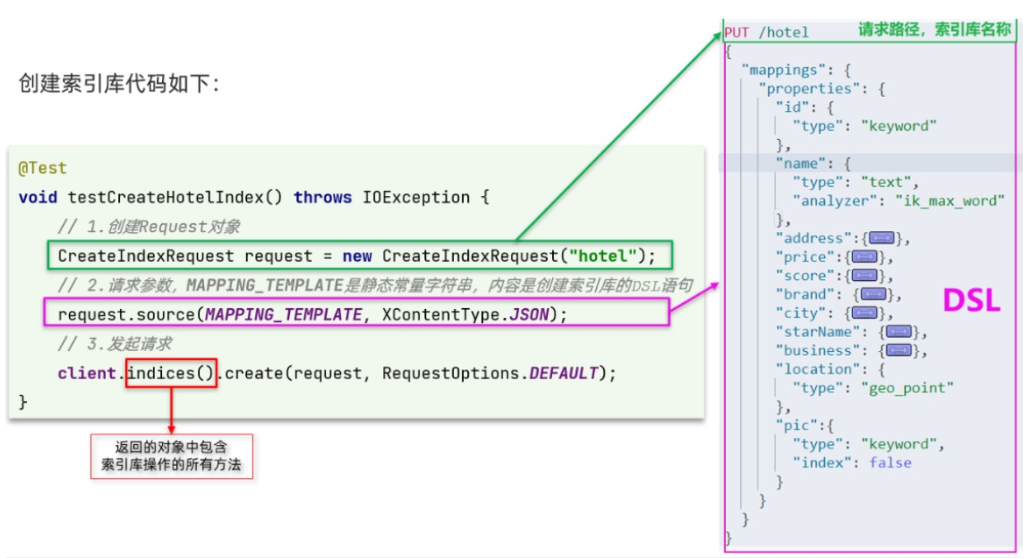 创建索引库代码如下：
@Test
void testCreateHotelIndex() throws IOException {
// 1.创建Request对象
CreateIndexRequest request = new CreateIndexRequest("hotel");
// 2.请求参数，MAPPING_TEMPLATE是静态常量字符串，内容是创建索引库的DSL语句
request.source(MAPPING_TEMPLATE, XContentType.JSON);
// 3.发起请求
client.indices().create(request, RequestOptions.DEFAULT);
}
返回的对象中包含
索引库操作的所有方法
PUT /hotel 请求路径，索引库名称
{
"mappings": {
"properties": {
"id": {
"type": "keyword"
},
"name": {
"type": "text",
"analyzer": "ik_max_word"
},
"address":{},
"price":{},
"score":{},
"brand": {},
"city": {},
"starName": {},
"business": {},
"location": {
"type": "geo_point"
},
"pic":{
"type": "keyword",
"index": false
}
}
}
}
DSL